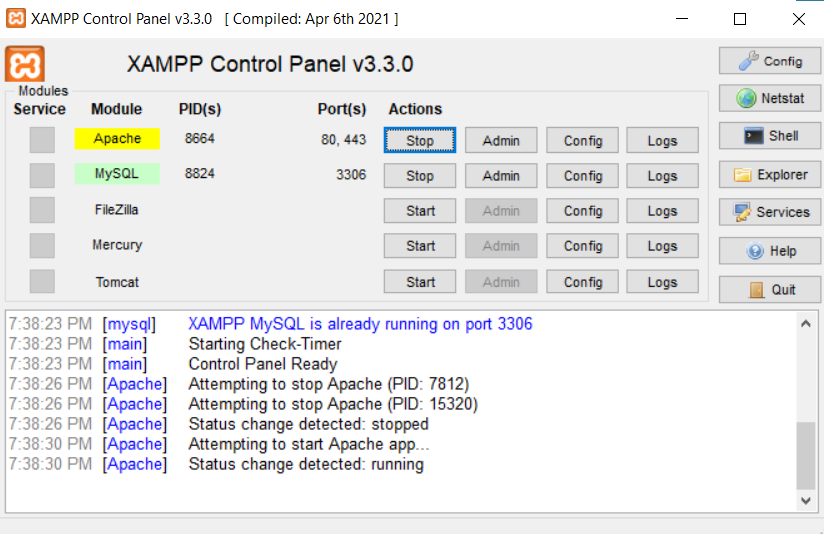 XAMPP Control Panel v3.3.0 [ Compiled: Apr 6th 2021 ]
XAMPP Control Panel v3.3.0
Config
Modules
Service Module PID(s) Port(s) Actions
Netstat
Apache 8664 80, 443 Stop Admin Config Logs
Shell
MySQL 8824 3306 Stop Admin Config Logs
Explorer
FileZilla Start Admin Config Logs
Services
Mercury Start Admin Config Logs
Help
Tomcat Start Admin Config Logs
Quit
7:38:23 PM [mysql] XAMPP MySQL is already running on port 3306
7:38:23 PM [main] Starting Check-Timer
7:38:23 PM [main] Control Panel Ready
7:38:26 PM [Apache] Attempting to stop Apache (PID: 7812)
7:38:26 PM [Apache] Attempting to stop Apache (PID: 15320)
7:38:26 PM [Apache] Status change detected: stopped
7:38:30 PM [Apache] Attempting to start Apache app...
7:38:30 PM [Apache] Status change detected: running